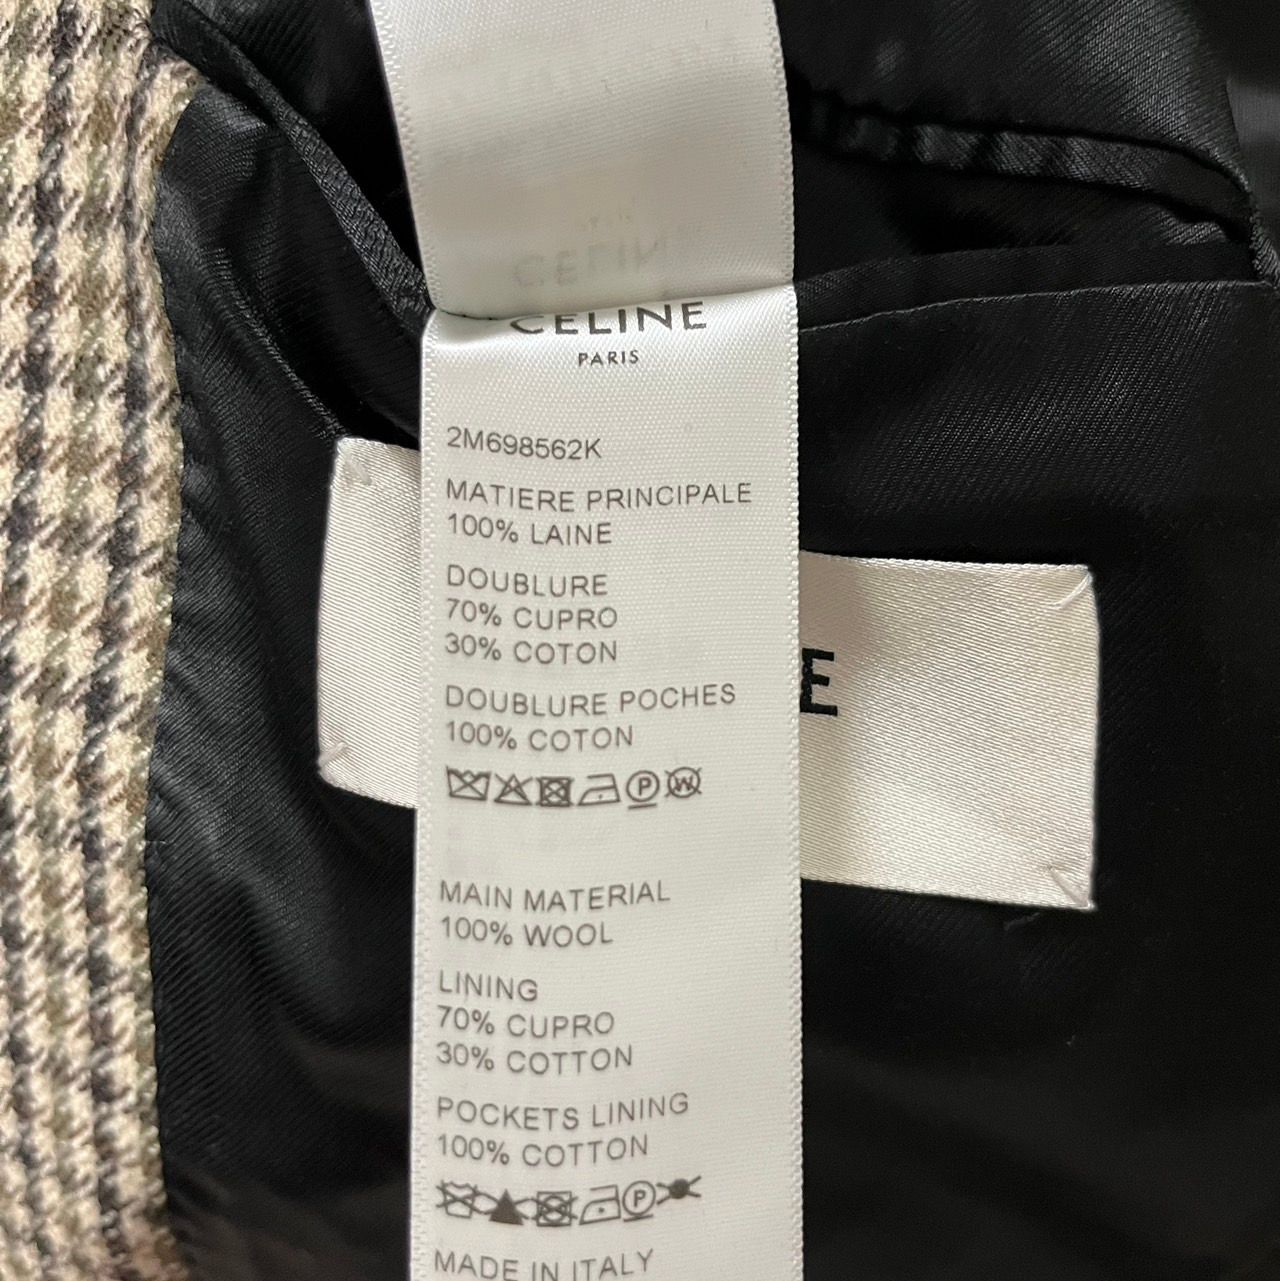 CELINE
PARIS
2M698562K
MATIERE PRINCIPALE
100% LAINE
DOUBLURE
70% CUPRO
30% COTON
DOUBLURE POCHES
100% COTON
P W
MAIN MATERIAL
100% WOOL
LINING
70% CUPRO
30% COTTON
POCKETS LINING
100% COTTON
P
MADE IN ITALY
E